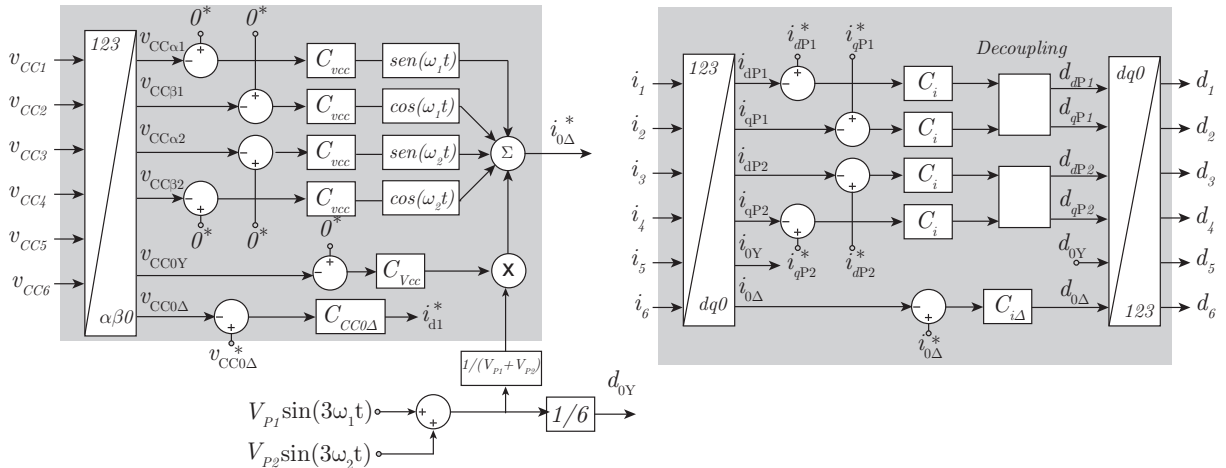 0* 0*
123
v_CC1
v_CC2
v_CC3
v_CC4
v_CC5
v_CC6
αβ0
v_CCα1
v_CCβ1
v_CCα2
v_CCβ2
v_CC0Y
v_CC0Δ
+
-
+
-
-
+
-
+
0* 0* 0*
-
+
-
+
v*_CC0Δ
C_vcc sen(ω_1t)
C_vcc cos(ω_1t)
C_vcc sen(ω_2t)
C_vcc cos(ω_2t)
C_Vcc
C_CC0Δ
i*_d1
Σ
i*_0Δ
X
1/(V_P1+V_P2)
V_P1sin(3ω_1t)
V_P2sin(3ω_2t)
+
+
1/6
d_0Y
i*_dP1 i*_qP1
Decoupling
123
i_1
i_2
i_3
i_4
i_5
i_6
dq0
i_dP1
i_qP1
i_dP2
i_qP2
i_0Y
i_0Δ
+
-
+
-
+
-
-
+
i*_qP2 i*_dP2
C_i
C_i
C_i
C_i
-
+
i*_0Δ
C_iΔ
d_dP1
d_qP1
d_dP2
d_qP2
d_0Y
d_0Δ
dq0
123
d_1
d_2
d_3
d_4
d_5
d_6